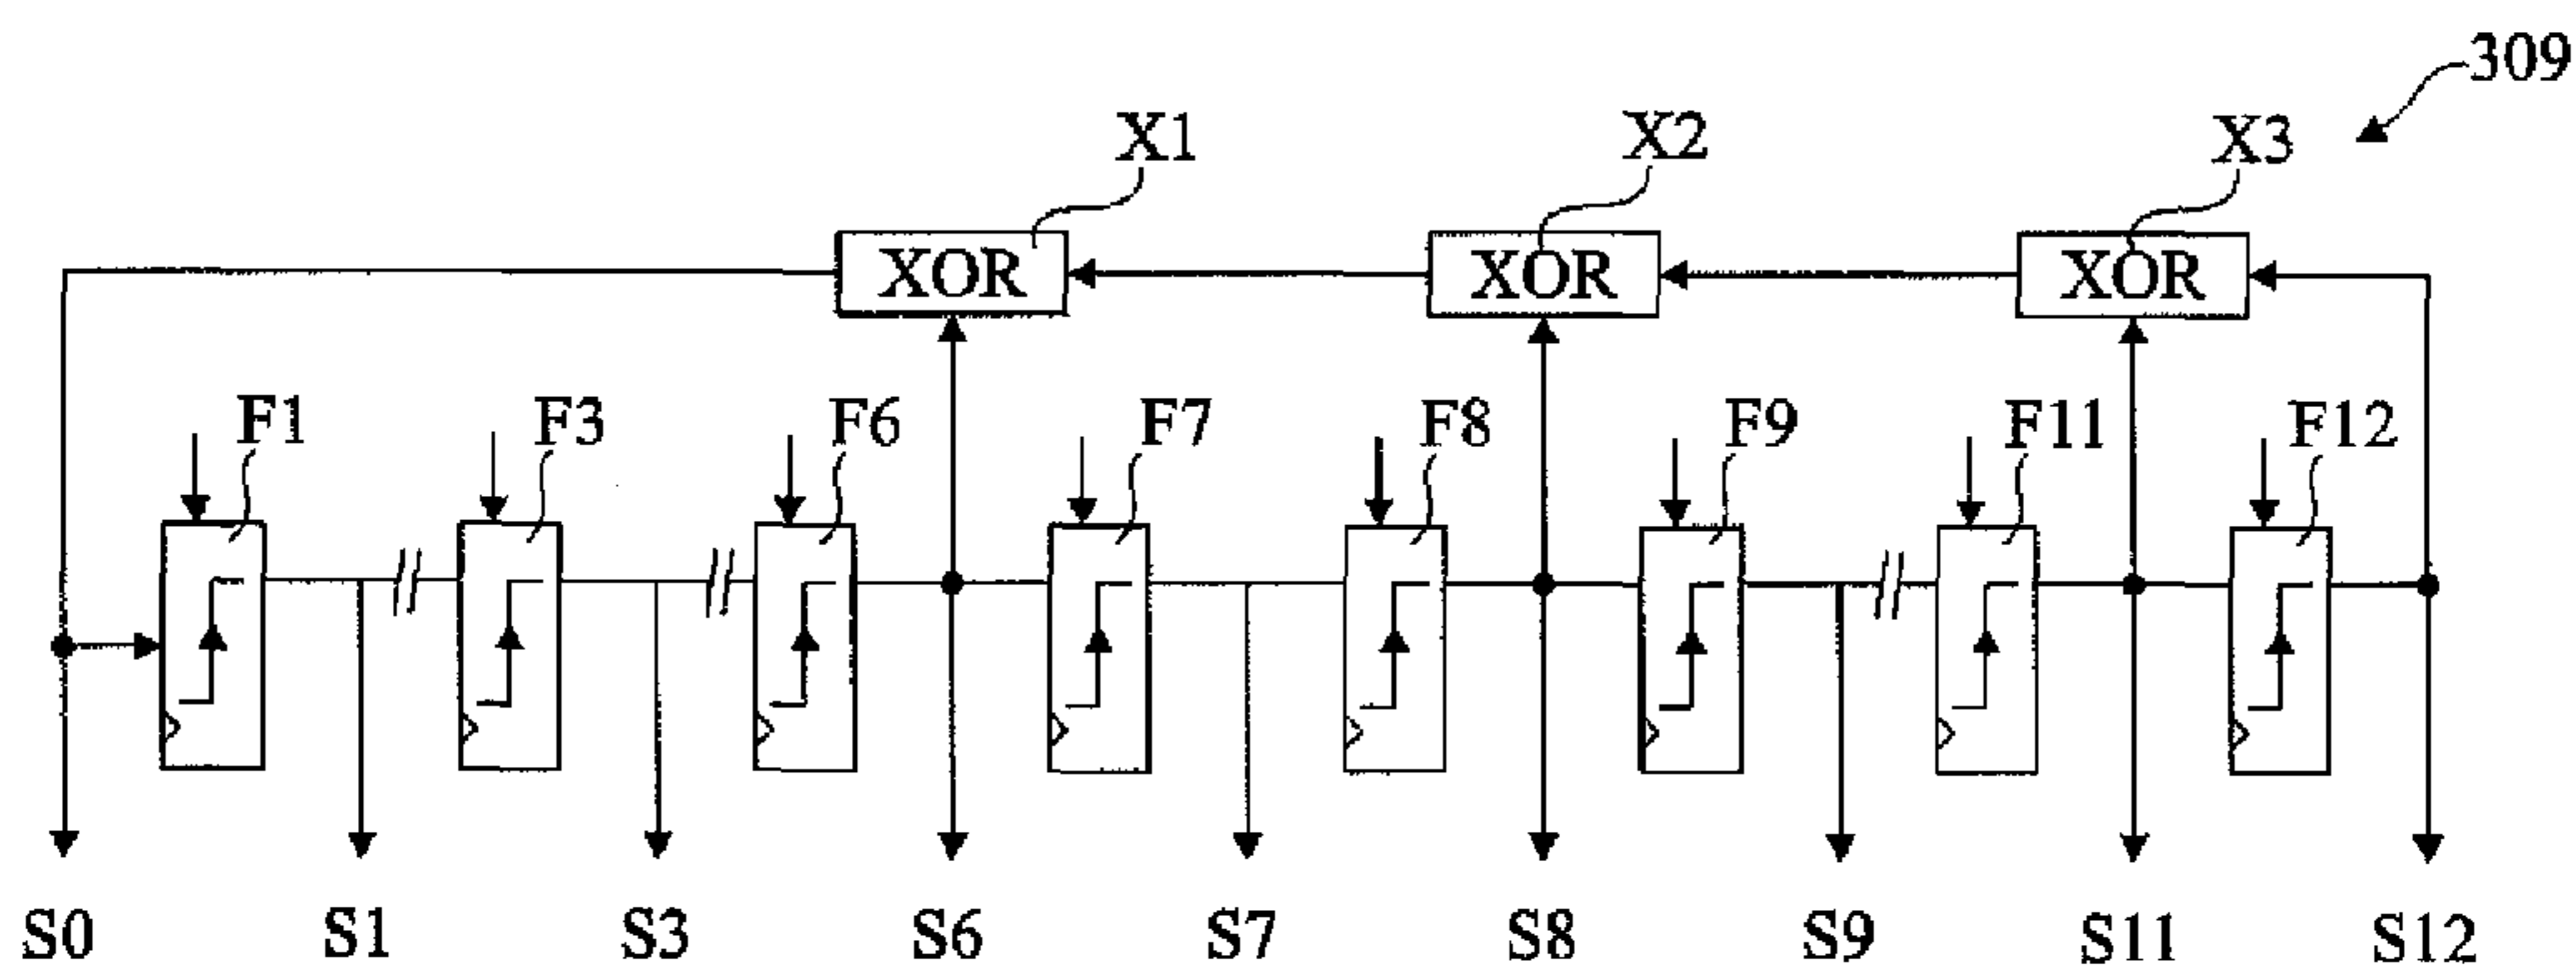 309
X1 X2 X3
XOR XOR XOR
F1 F3 F6 F7 F8 F9 F11 F12
S0 S1 S3 S6 S7 S8 S9 S11 S12